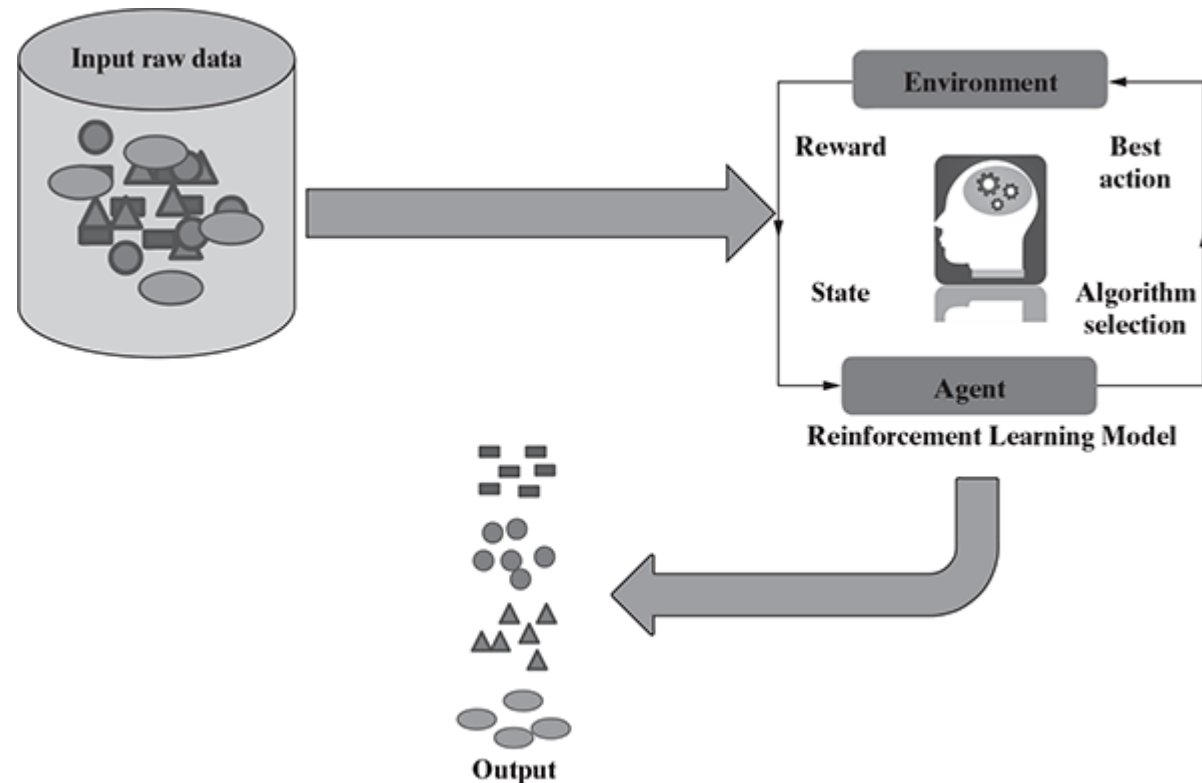 Input raw data
Environment
Reward
Best
action
State
Algorithm
selection
Agent
Reinforcement Learning Model
Output